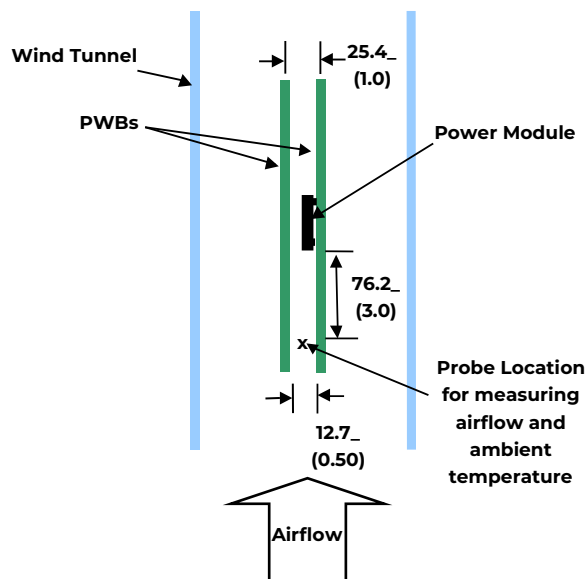 25.4_
(1.0)
Wind Tunnel
PWBs
Power Module
76.2_
(3.0)
x
Probe Location
for measuring
airflow and
ambient
temperature
12.7_
(0.50)
Airflow